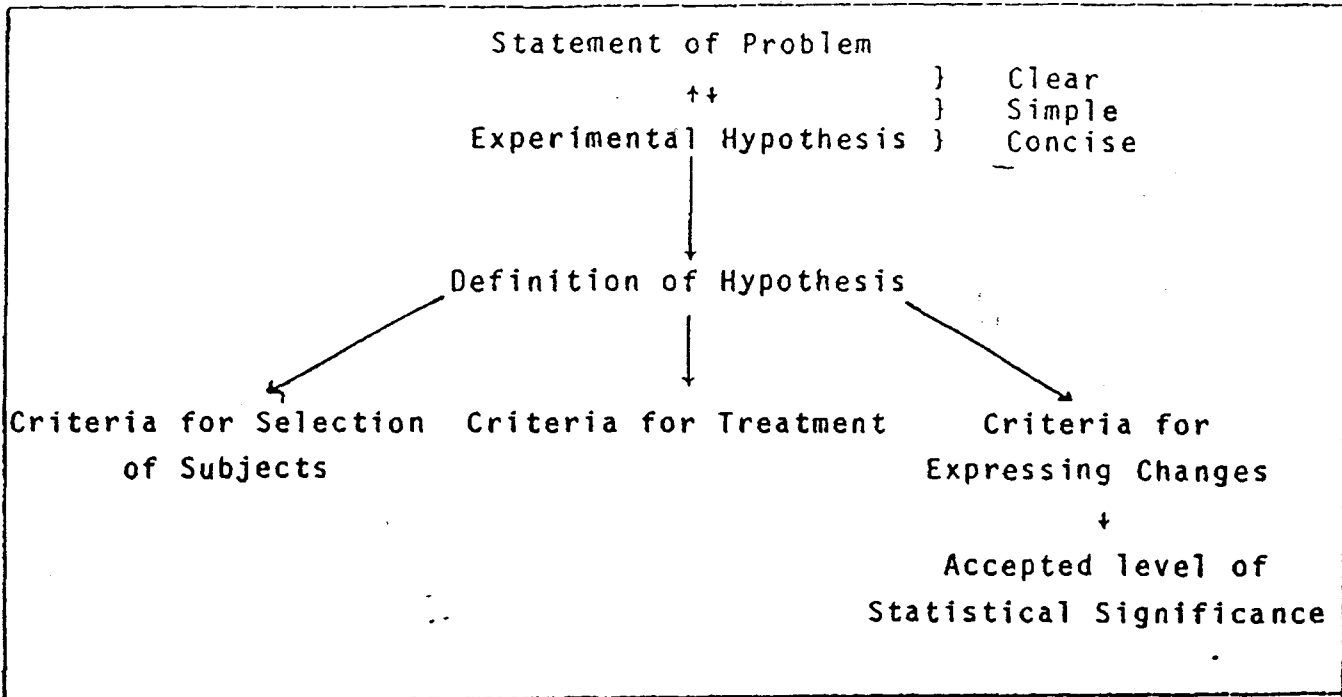 Statement of Problem
↑↓
} Clear
} Simple
Experimental Hypothesis } Concise
Definition of Hypothesis
Criteria for Selection
of Subjects
Criteria for Treatment
Criteria for
Expressing Changes
↓
Accepted level of
Statistical Significance